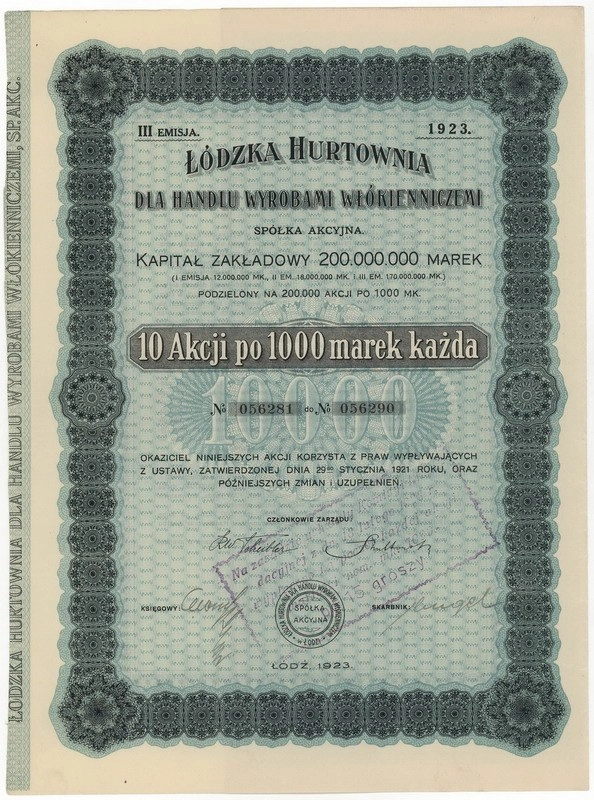 III EMISJA.
1923.
ŁÓDZKA HURTOWNIA
DLA HANDLU WYROBAMI WŁÓKIENNICZEMI
SPÓŁKA AKCYJNA.
KAPITAŁ ZAKŁADOWY 200.000.000 MAREK
(I EMISJA 12.000.000 MK., II EM. 18.000.000 MK. I III EM. 170.000.000 MK.)
PODZIELONY NA 200.000 AKCJI PO 1000 MK.
10 Akcji po 1000 marek każda
10000
№ 056281 do № 056290
OKAZICIEL NINIEJSZYCH AKCJI KORZYSTA Z PRAW WYPŁYWAJĄCYCH
Z USTAWY, ZATWIERDZONEJ DNIA 29GO STYCZNIA 1921 ROKU, ORAZ
PÓŹNIEJSZYCH ZMIAN I UZUPEŁNIEŃ.
CZŁONKOWIE ZARZĄDU:
15 groszy
KSIĘGOWY:
SPÓŁKA
AKCYJNA
SKARBNIK:
ŁÓDŹ, 1923.
ŁÓDZKA HURTOWNIA DLA HANDLU WYROBAMI WŁÓKIENNICZEMI, SP. AKC.